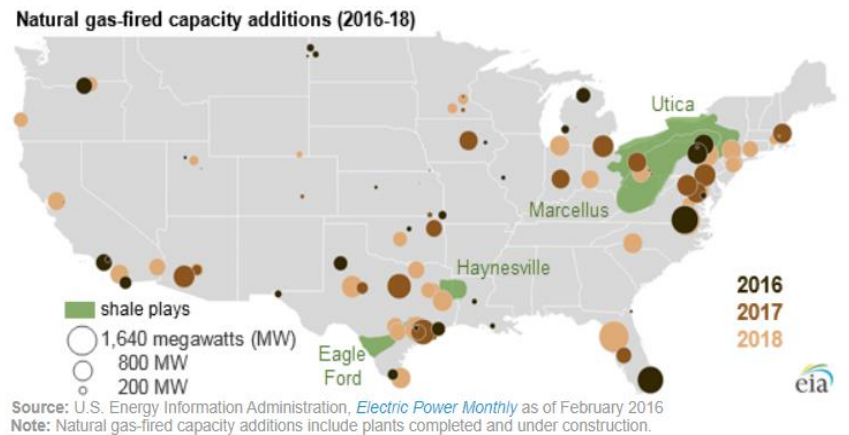 Natural gas-fired capacity additions (2016-18)
Utica
Marcellus
Haynesville
2016
2017
2018
shale plays
1,640 megawatts (MW)
800 MW
200 MW
Eagle
Ford
eia
Source: U.S. Energy Information Administration, Electric Power Monthly as of February 2016
Note: Natural gas-fired capacity additions include plants completed and under construction.